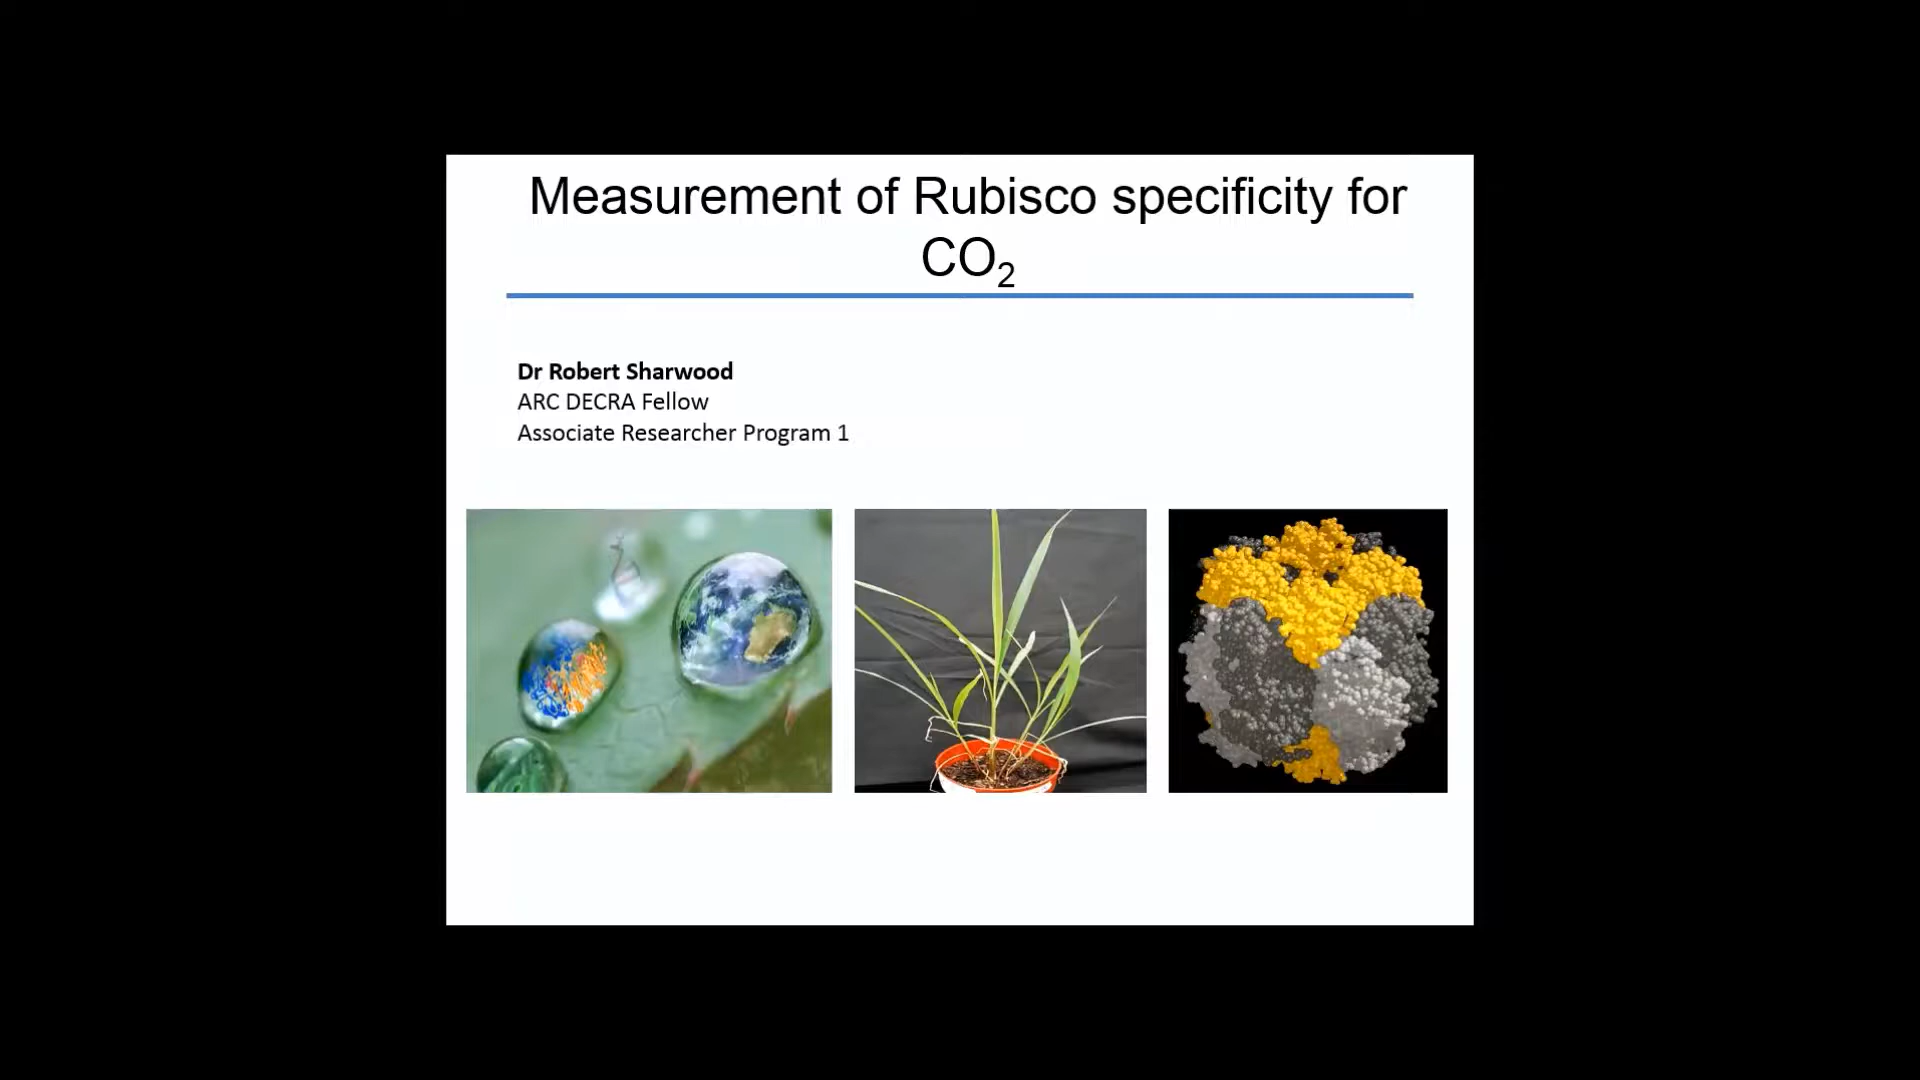 Measurement of Rubisco specificity for
CO₂
Dr Robert Sharwood
ARC DECRA Fellow
Associate Researcher Program 1